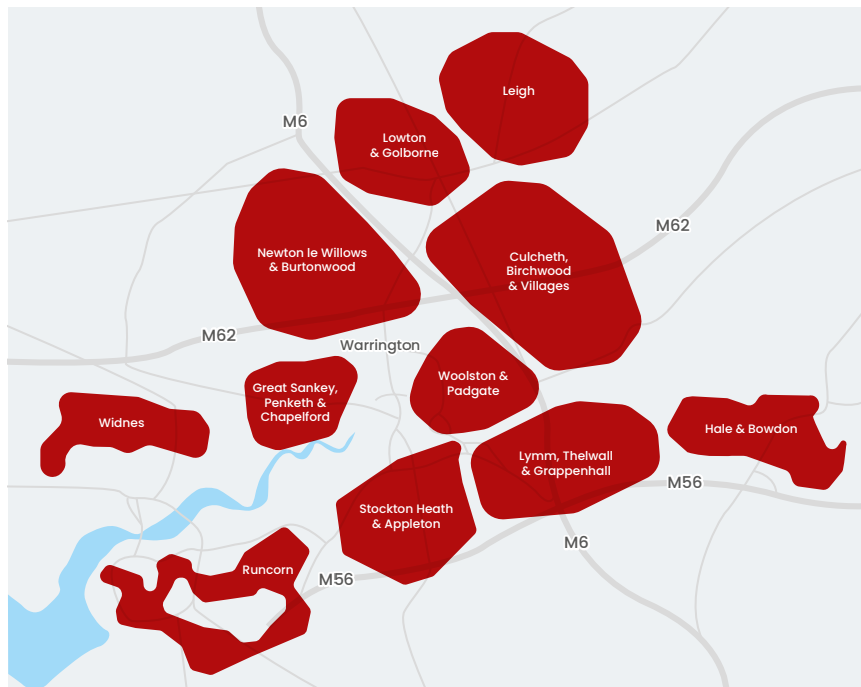 Leigh
M6
Lowton
& Golborne
M62
Newton le Willows
& Burtonwood
Culcheth,
Birchwood
& Villages
M62
Warrington
Great Sankey,
Penketh &
Chapelford
Woolston &
Padgate
Widnes
Hale & Bowdon
Lymm, Thelwall
& Grappenhall
M56
Stockton Heath
& Appleton
M6
Runcorn
M56